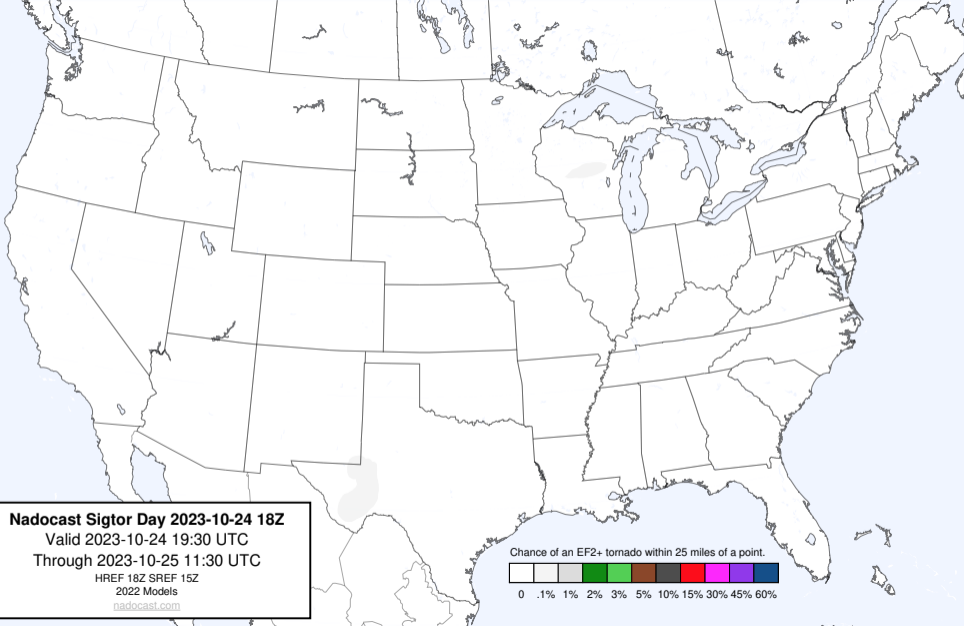 Nadocast Sigtor Day 2023-10-24 18Z
Valid 2023-10-24 19:30 UTC
Through 2023-10-25 11:30 UTC
HREF 18Z SREF 15Z
2022 Models
nadocast.com
Chance of an EF2+ tornado within 25 miles of a point.
0 .1% 1% 2% 3% 5% 10% 15% 30% 45% 60%